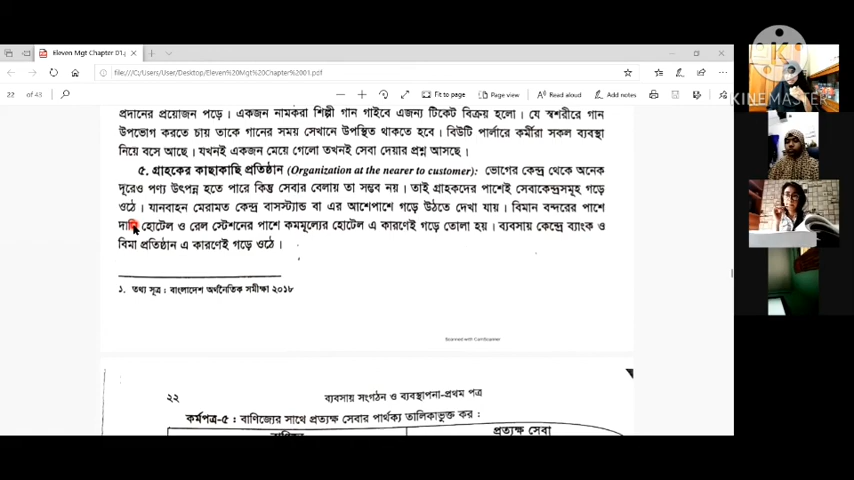 Eleven Mgt Chapter 01.
file:///C:/Users/User/Desktop/Eleven%20Mgt%20Chapter%2001.pdf
22 of 43
Fit to page
Page view
Read aloud
Add notes
KINEMASTER
প্রদানের প্রয়োজন পড়ে। একজন নামকরা শিল্পী গান গাইবে এজন্য টিকেট বিক্রয় হলো। যে স্বশরীরে গান
উপভোগ করতে চায় তাকে গানের সময় সেখানে উপস্থিত থাকতে হবে। বিউটি পার্লারে কর্মীরা সকল ব্যবস্থা
নিয়ে বসে আছে। যখনই একজন মেয়ে গেলো তখনই সেবা দেয়ার প্রশ্ন আসছে।
৫. গ্রাহকের কাছাকাছি প্রতিষ্ঠান (Organization at the nearer to customer): ভোগের কেন্দ্র থেকে অনেক
দূরেও পণ্য উৎপন্ন হতে পারে কিন্তু সেবার বেলায় তা সম্ভব নয়। তাই গ্রাহকদের পাশেই সেবাকেন্দ্রসমূহ গড়ে
ওঠে। যানবাহন মেরামত কেন্দ্র বাসস্ট্যান্ড বা এর আশেপাশে গড়ে উঠতে দেখা যায়। বিমান বন্দরের পাশে
হোটেল ও রেল স্টেশনের পাশে কমমূল্যের হোটেল এ কারণেই গড়ে তোলা হয়। ব্যবসায় কেন্দ্রে ব্যাংক ও
বিমা প্রতিষ্ঠান এ কারণেই গড়ে ওঠে।
১. তথ্য সূত্র : বাংলাদেশ অর্থনৈতিক সমীক্ষা ২০১৮
Scanned with CamScanner
২২ ব্যবসায় সংগঠন ও ব্যবস্থাপনা-প্রথম পত্র
কর্মপত্র-৫ : বাণিজ্যের সাথে প্রত্যক্ষ সেবার পার্থক্য তালিকাভুক্ত কর :
প্রত্যক্ষ সেবা